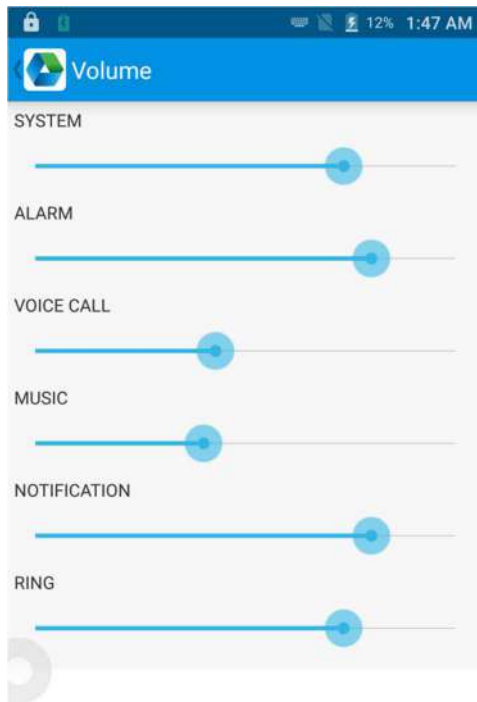 12% 1:47 AM
Volume
SYSTEM
ALARM
VOICE CALL
MUSIC
NOTIFICATION
RING